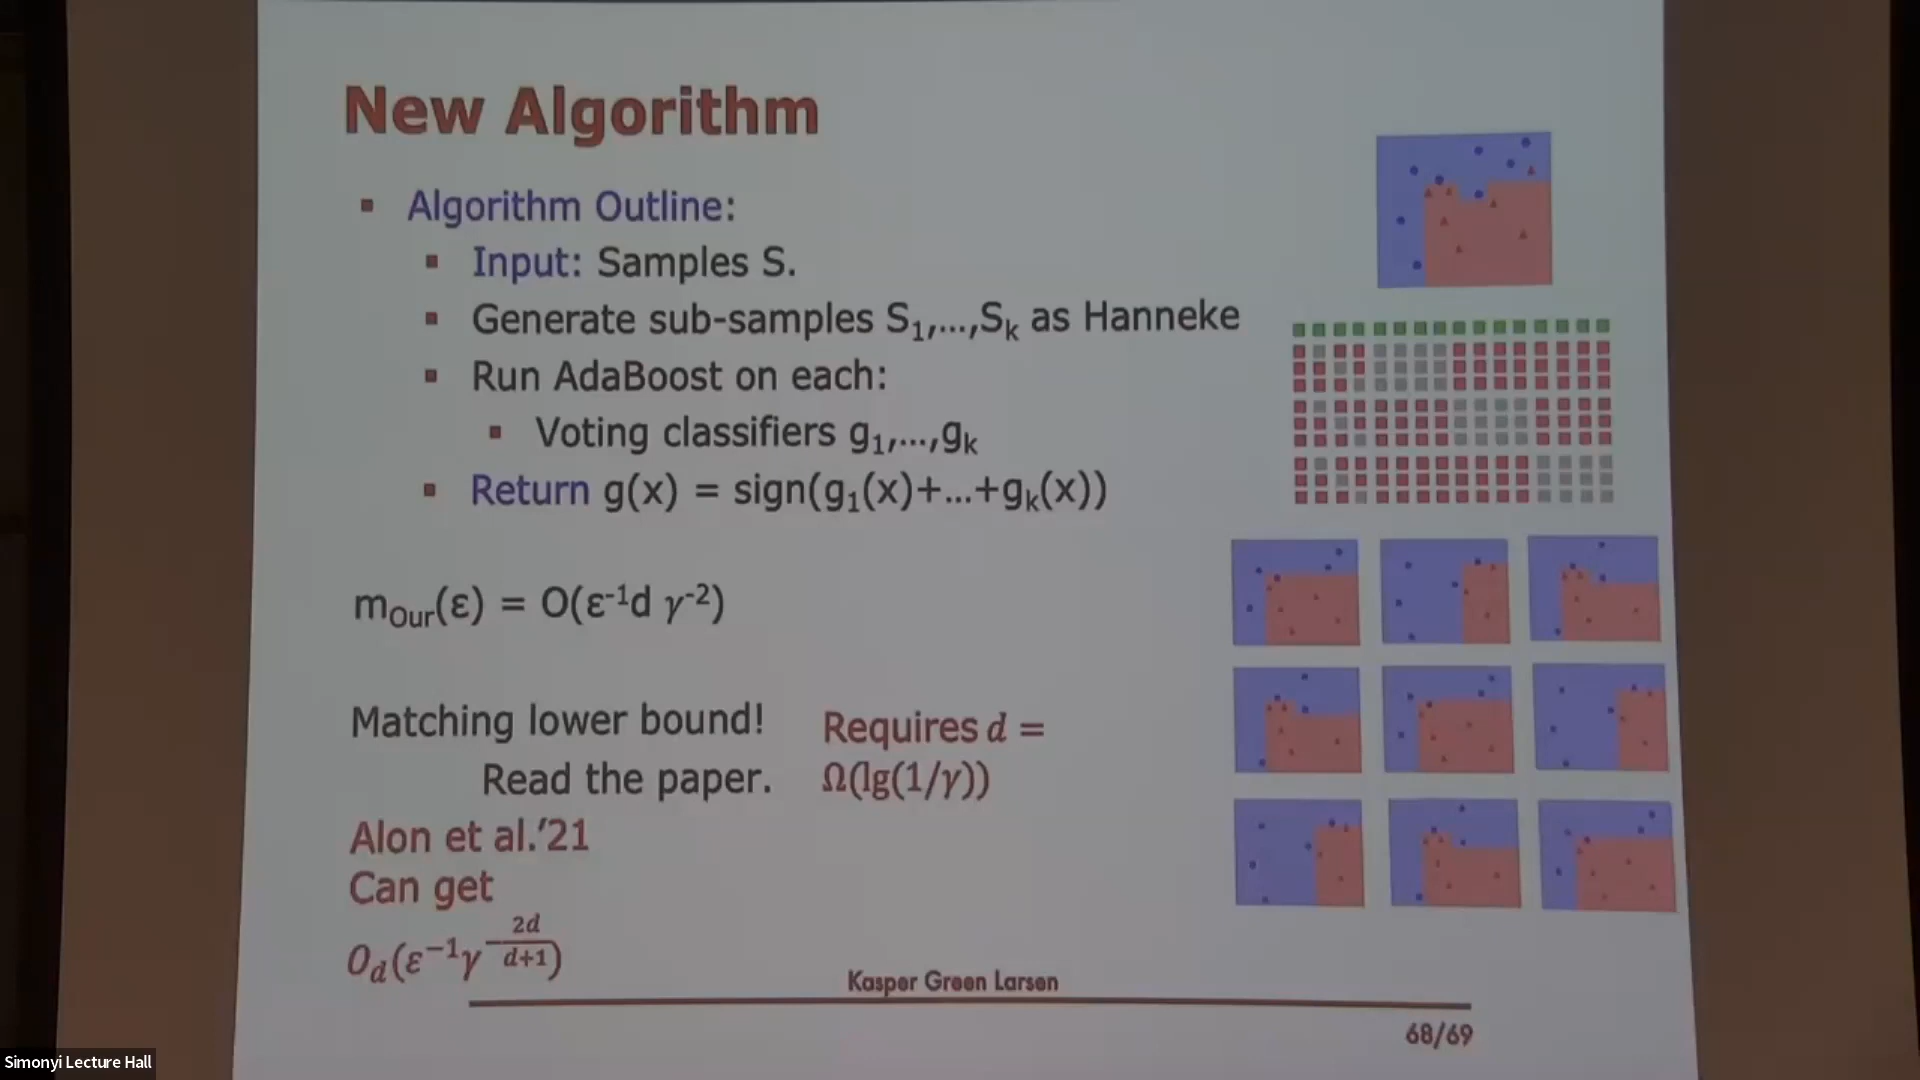 New Algorithm
Algorithm Outline:
Input: Samples S.
Generate sub-samples S₁,...,Sₖ as Hanneke
Run AdaBoost on each:
Voting classifiers g₁,...,gₖ
Return g(x) = sign(g₁(x)+...+gₖ(x))
m_Our(ε) = O(ε⁻¹d γ⁻²)
Matching lower bound!
Read the paper.
Requires d =
Ω(lg(1/γ))
Alon et al.'21
Can get
O_d(ε⁻¹γ^(-2d/(d+1)))
Kasper Green Larsen
68/69
Simonyi Lecture Hall